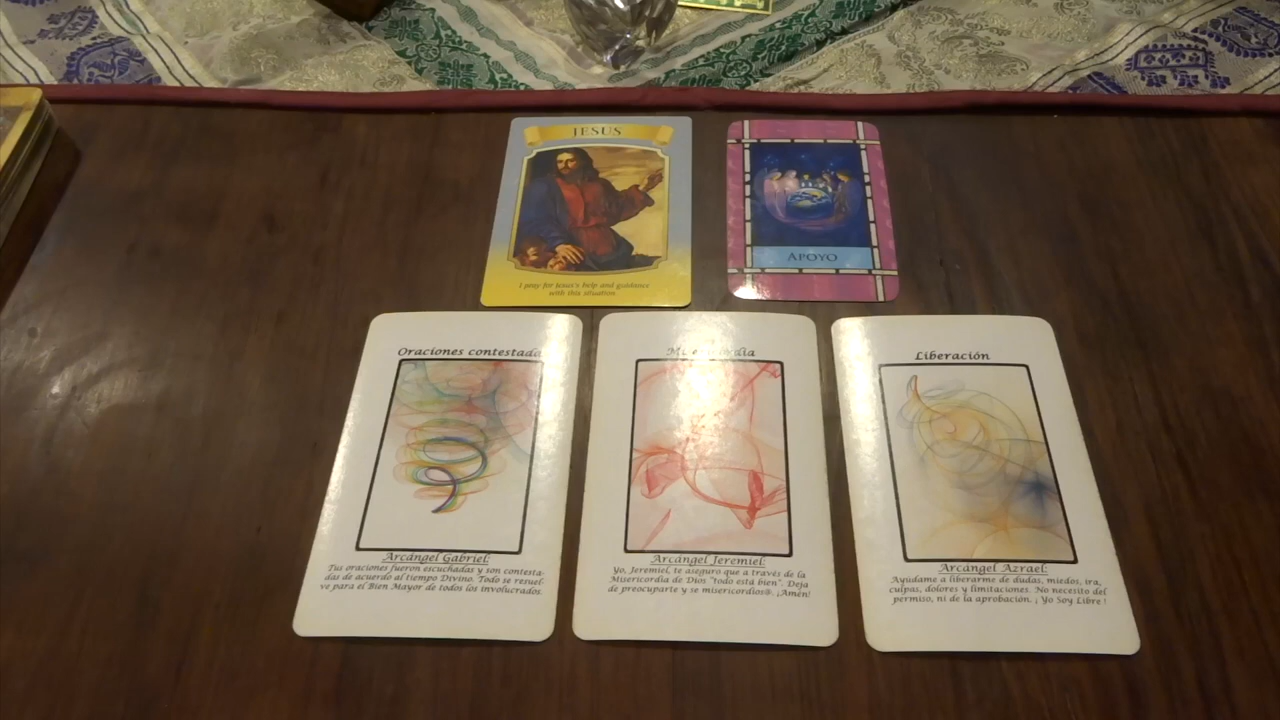 JESUS
I pray for Jesus's help and guidance
with this situation.
APOYO
Oraciones contestada
Misericordia
Liberación
Arcángel Gabriel:
Tus oraciones fueron escuchadas y son contesta-
das de acuerdo al tiempo Divino. Todo se resuel-
ve para el Bien Mayor de todos los involucrados.
Arcángel Jeremiel:
Yo, Jeremiel, te aseguro que a través de la
Misericordia de Dios "todo está bien". Deja
de preocuparte y se misericordios@. ¡Amén!
Arcángel Azrael:
Ayúdame a liberarme de dudas, miedos, ira,
culpas, dolores y limitaciones. No necesito del
permiso, ni de la aprobación. ¡ Yo Soy Libre !